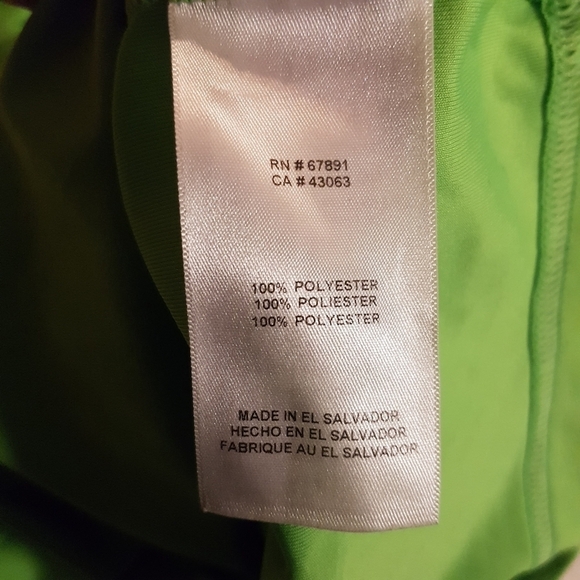 RN # 67891
CA # 43063
100% POLYESTER
100% POLIESTER
100% POLYESTER
MADE IN EL SALVADOR
HECHO EN EL SALVADOR
FABRIQUE AU EL SALVADOR